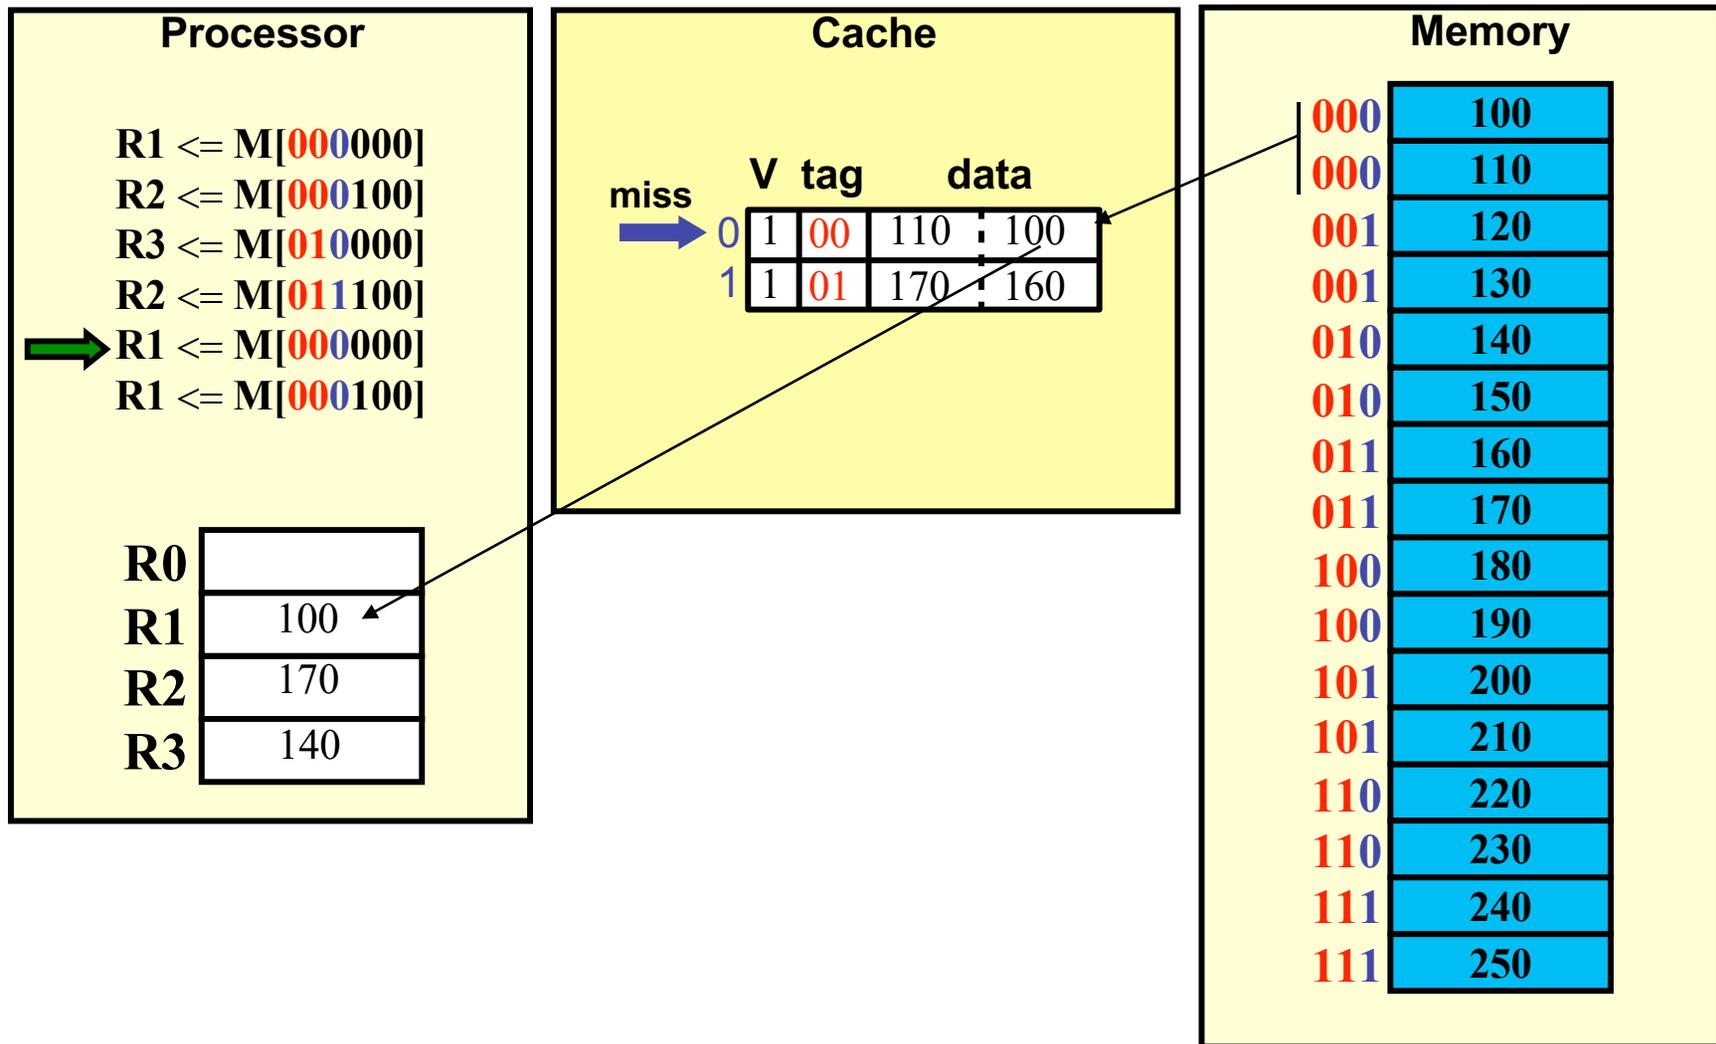 Processor
R1 <= M[000000]
R2 <= M[000100]
R3 <= M[010000]
R2 <= M[011100]
R1 <= M[000000]
R1 <= M[000100]
R0
R1 100
R2 170
R3 140
Cache
V tag data
miss
0 1 00 110 100
1 1 01 170 160
Memory
000 100
000 110
001 120
001 130
010 140
010 150
011 160
011 170
100 180
100 190
101 200
101 210
110 220
110 230
111 240
111 250